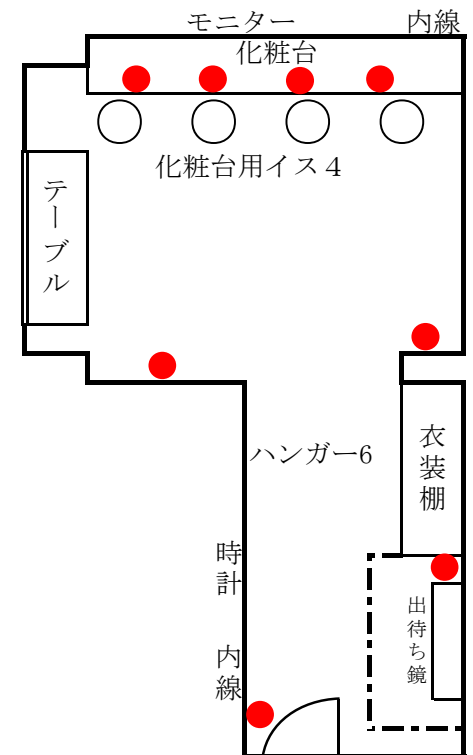 モニター
内線
化粧台
化粧台用イス４
テーブル
ハンガー6
衣装棚
時計
出待ち鏡
内線